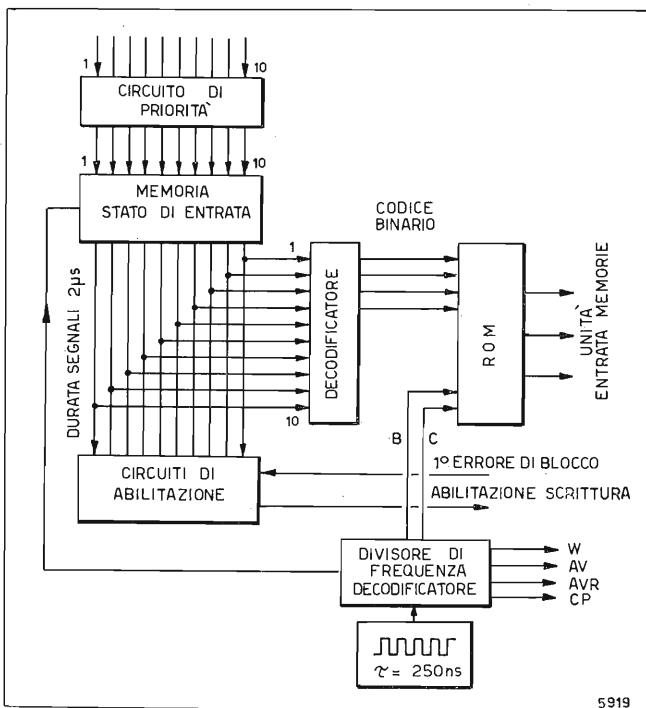 1 10
CIRCUITO DI
PRIORITÀ
1 10
MEMORIA
STATO DI ENTRATA
DURATA SEGNALI 2µs
1
10
DECODIFICATORE
CODICE
BINARIO
ROM
UNITÀ
ENTRATA MEMORIE
B C
CIRCUITI DI
ABILITAZIONE
1º ERRORE DI BLOCCO
ABILITAZIONE SCRITTURA
DIVISORE DI
FREQUENZA
DECODIFICATORE
W
AV
AVR
CP
τ = 250ns
5919